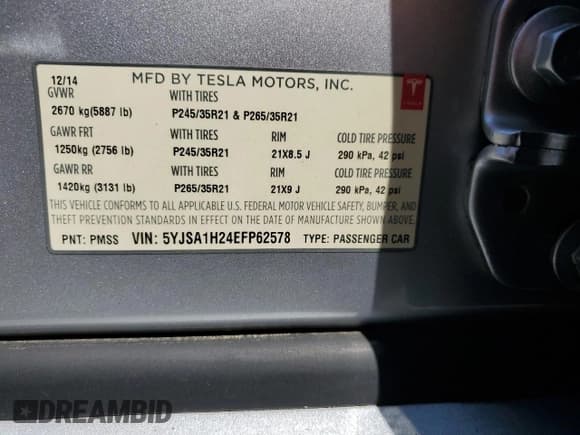 12/14 MFD BY TESLA MOTORS, INC.
GVWR WITH TIRES
2670 kg(5887 lb) P245/35R21 & P265/35R21
GAWR FRT WITH TIRES RIM COLD TIRE PRESSURE
1250kg (2756 lb) P245/35R21 21X8.5 J 290 kPa, 42 psi
GAWR RR WITH TIRES RIM COLD TIRE PRESSURE
1420kg (3131 lb) P265/35R21 21X9 J 290 kPa, 42 psi
THIS VEHICLE CONFORMS TO ALL APPLICABLE U.S. FEDERAL MOTOR VEHICLE SAFETY, BUMPER, AND
THEFT PREVENTION STANDARDS IN EFFECT ON THE DATE OF MANUFACTURE SHOWN ABOVE.
PNT: PMSS VIN: 5YJSA1H24EFP62578 TYPE: PASSENGER CAR
TESLA
DREAMBID